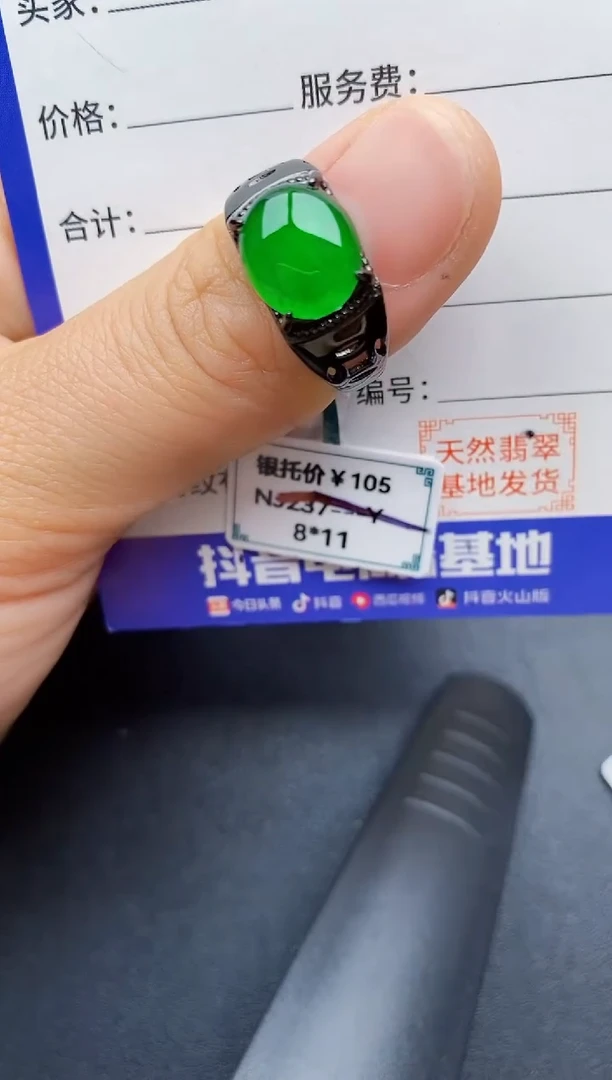 买家：
价格：
服务费：
合计：
编号：
天然翡翠
基地发货
银托价￥105
8*11
抖音电商 基地
今日头条 抖音 西瓜视频 抖音火山版